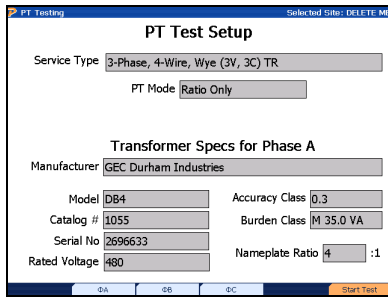 PT Testing Selected Site: DELETE ME
PT Test Setup
Service Type 3-Phase, 4-Wire, Wye (3V, 3C) TR
PT Mode Ratio Only
Transformer Specs for Phase A
Manufacturer GEC Durham Industries
Model DB4 Accuracy Class 0.3
Catalog # 1055 Burden Class M 35.0 VA
Serial No 2696633
Nameplate Ratio 4 :1
Rated Voltage 480
ΦA ΦB ΦC Start Test